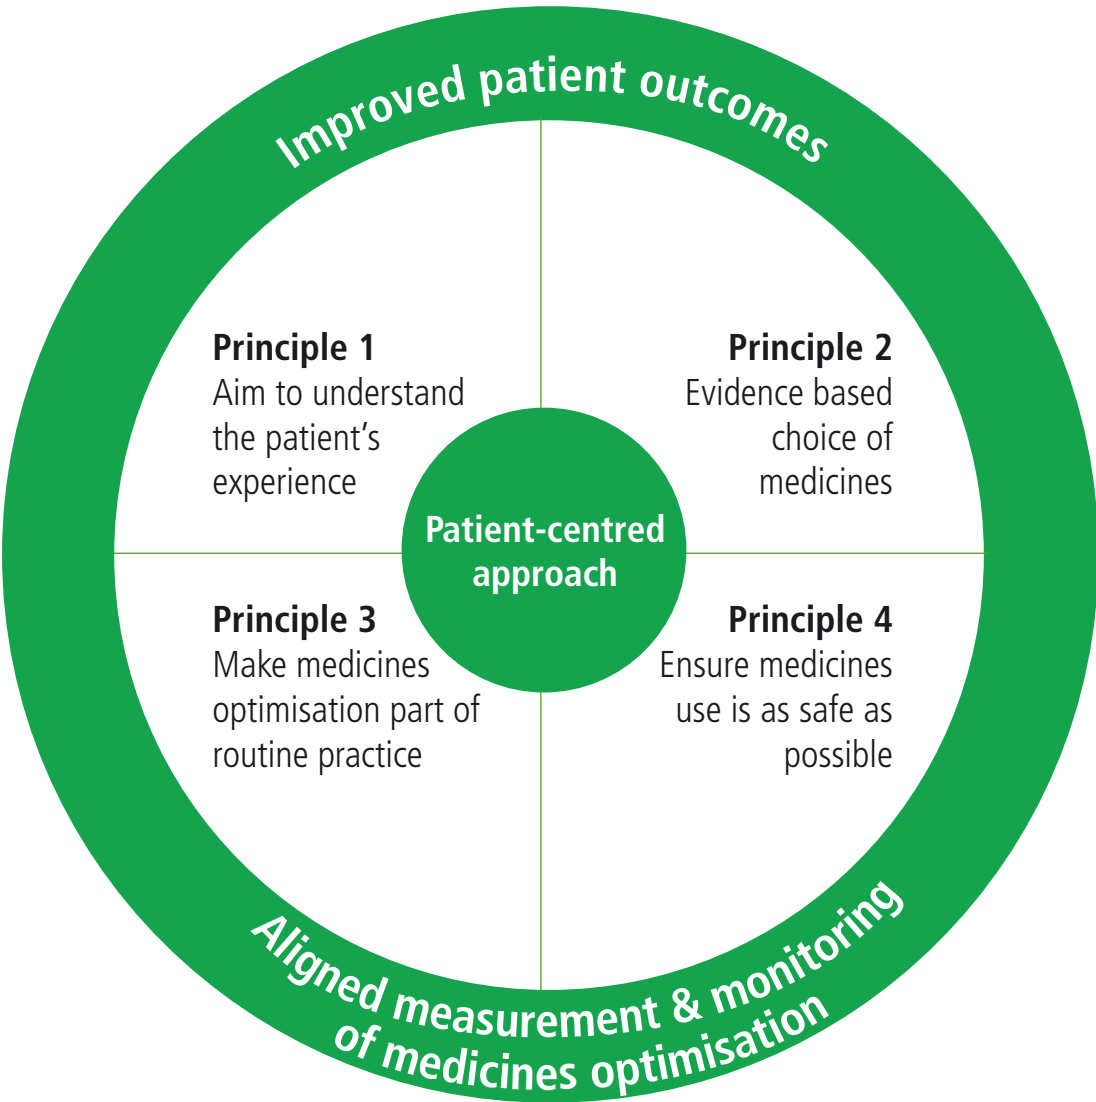 Improved patient outcomes
Principle 1
Aim to understand
the patient’s
experience
Principle 2
Evidence based
choice of
medicines
Patient-centred
approach
Principle 3
Make medicines
optimisation part of
routine practice
Principle 4
Ensure medicines
use is as safe as
possible
Aligned measurement & monitoring
of medicines optimisation